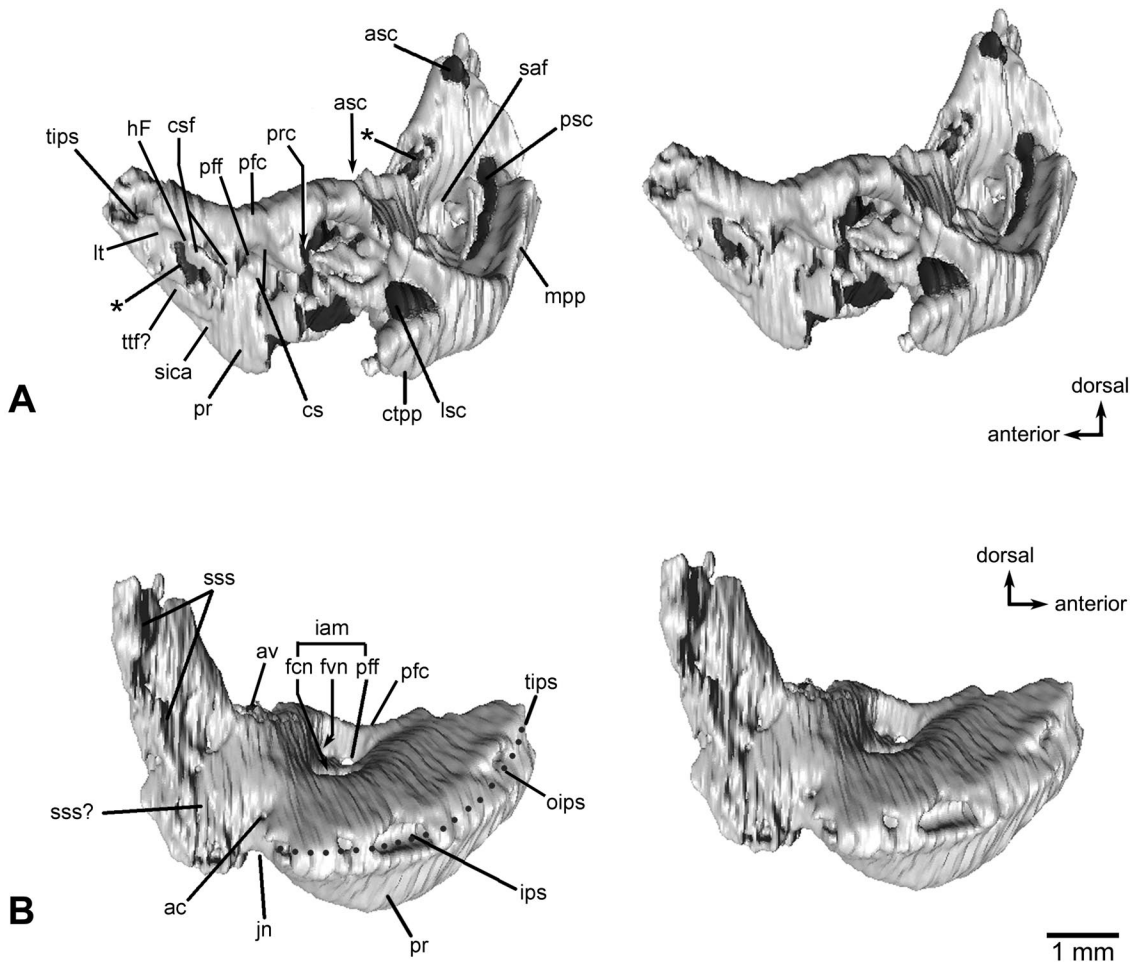 asc
saf
asc
psc
*
tips
hF
csf
pff
pfc
prc
lt
*
ttf?
sica
pr
cs
ctpp
lsc
mpp
A
dorsal
anterior
sss
iam
av
fcn fvn pff
pfc
tips
dorsal
anterior
sss?
oips
ips
ac
jn
pr
B
1 mm